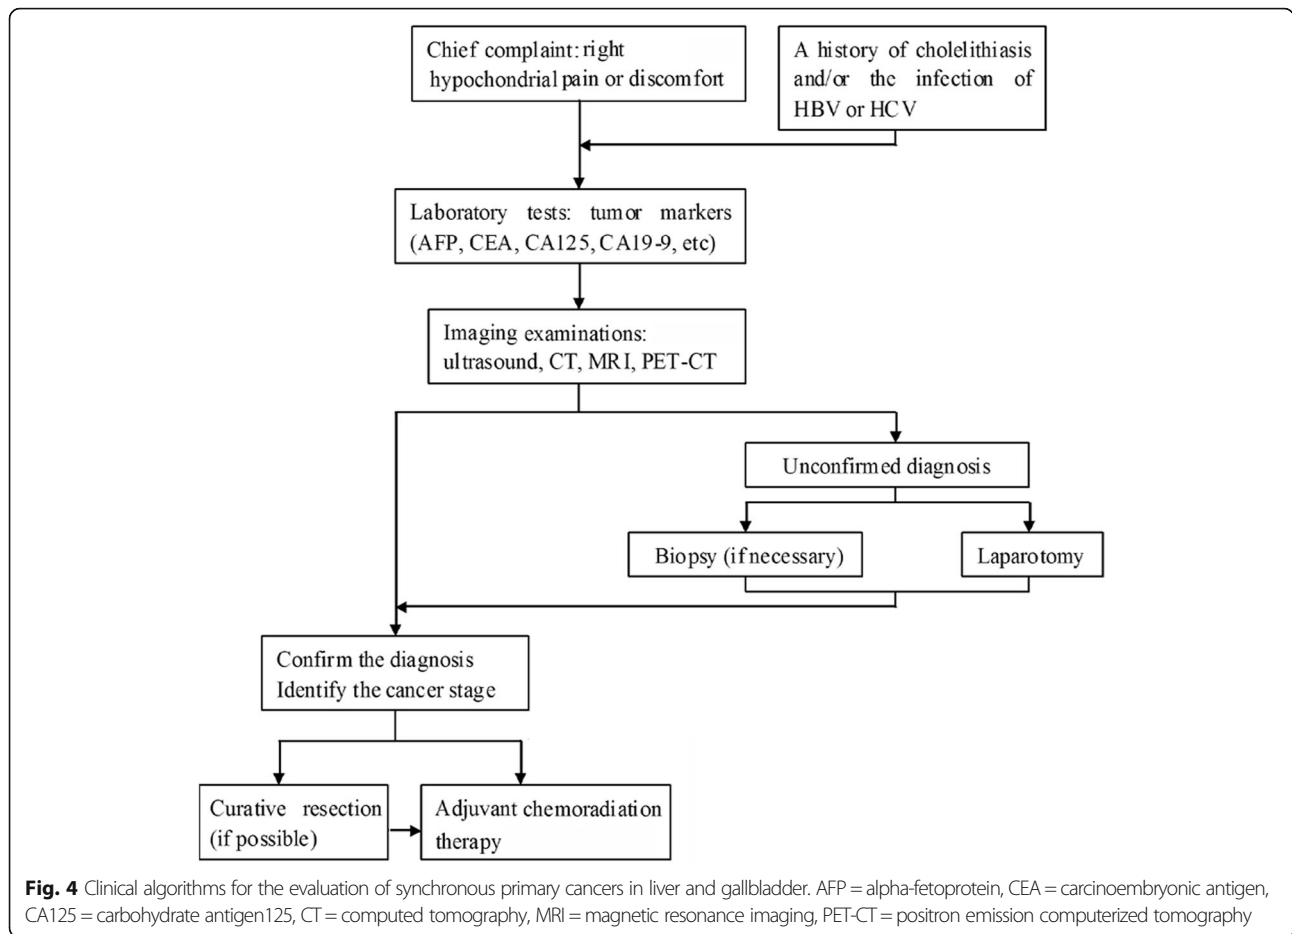 Chief complaint: right
hypochondrial pain or discomfort
A history of cholelithiasis
and/or the infection of
HBV or HCV
Laboratory tests: tumor markers
(AFP, CEA, CA125, CA19-9, etc)
Imaging examinations:
ultrasound, CT, MRI, PET-CT
Unconfirmed diagnosis
Biopsy (if necessary)
Laparotomy
Confirm the diagnosis
Identify the cancer stage
Curative resection
(if possible)
Adjuvant chemoradiation
therapy
Fig. 4 Clinical algorithms for the evaluation of synchronous primary cancers in liver and gallbladder. AFP = alpha-fetoprotein, CEA = carcinoembryonic antigen,
CA125 = carbohydrate antigen125, CT = computed tomography, MRI = magnetic resonance imaging, PET-CT = positron emission computerized tomography